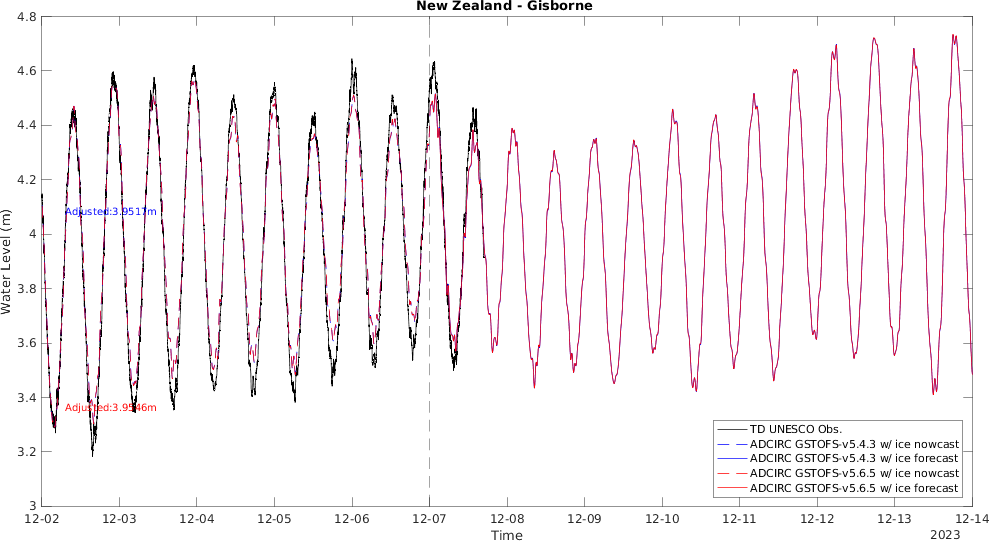 New Zealand - Gisborne
4.8
4.6
4.4
4.2
4
3.8
3.6
3.4
3.2
3
Water Level (m)
Adjusted:3.9517m
Adjusted:3.9546m
TD UNESCO Obs.
ADCIRC GSTOFS-v5.4.3 w/ ice nowcast
ADCIRC GSTOFS-v5.4.3 w/ ice forecast
ADCIRC GSTOFS-v5.6.5 w/ ice nowcast
ADCIRC GSTOFS-v5.6.5 w/ ice forecast
12-02 12-03 12-04 12-05 12-06 12-07 12-08 12-09 12-10 12-11 12-12 12-13 12-14
Time
2023